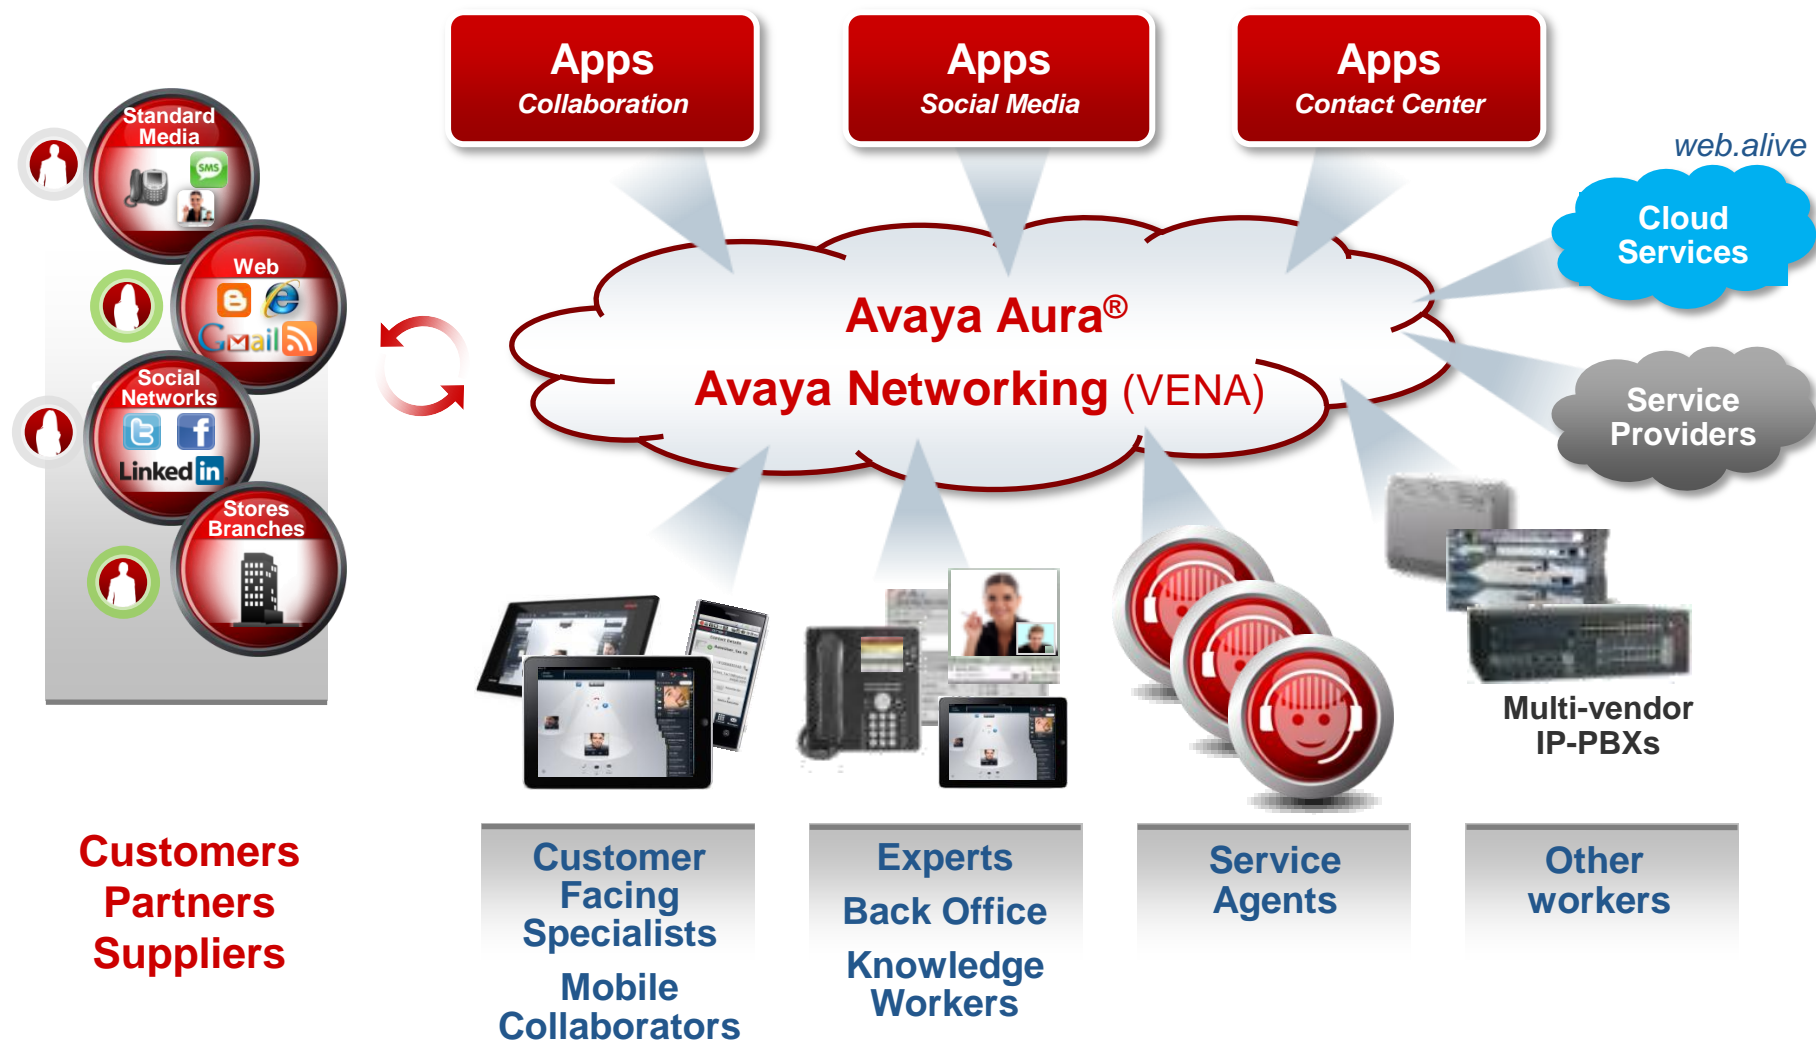 Apps
Collaboration
Apps
Social Media
Apps
Contact Center
web.alive
Cloud
Services
Service
Providers
Standard
Media
SMS
Web
Gmail
Social
Networks
Linked in
Stores
Branches
Avaya Aura®
Avaya Networking (VENA)
Multi-vendor
IP-PBXs
Customers
Partners
Suppliers
Customer
Facing
Specialists
Mobile
Collaborators
Experts
Back Office
Knowledge
Workers
Service
Agents
Other
workers